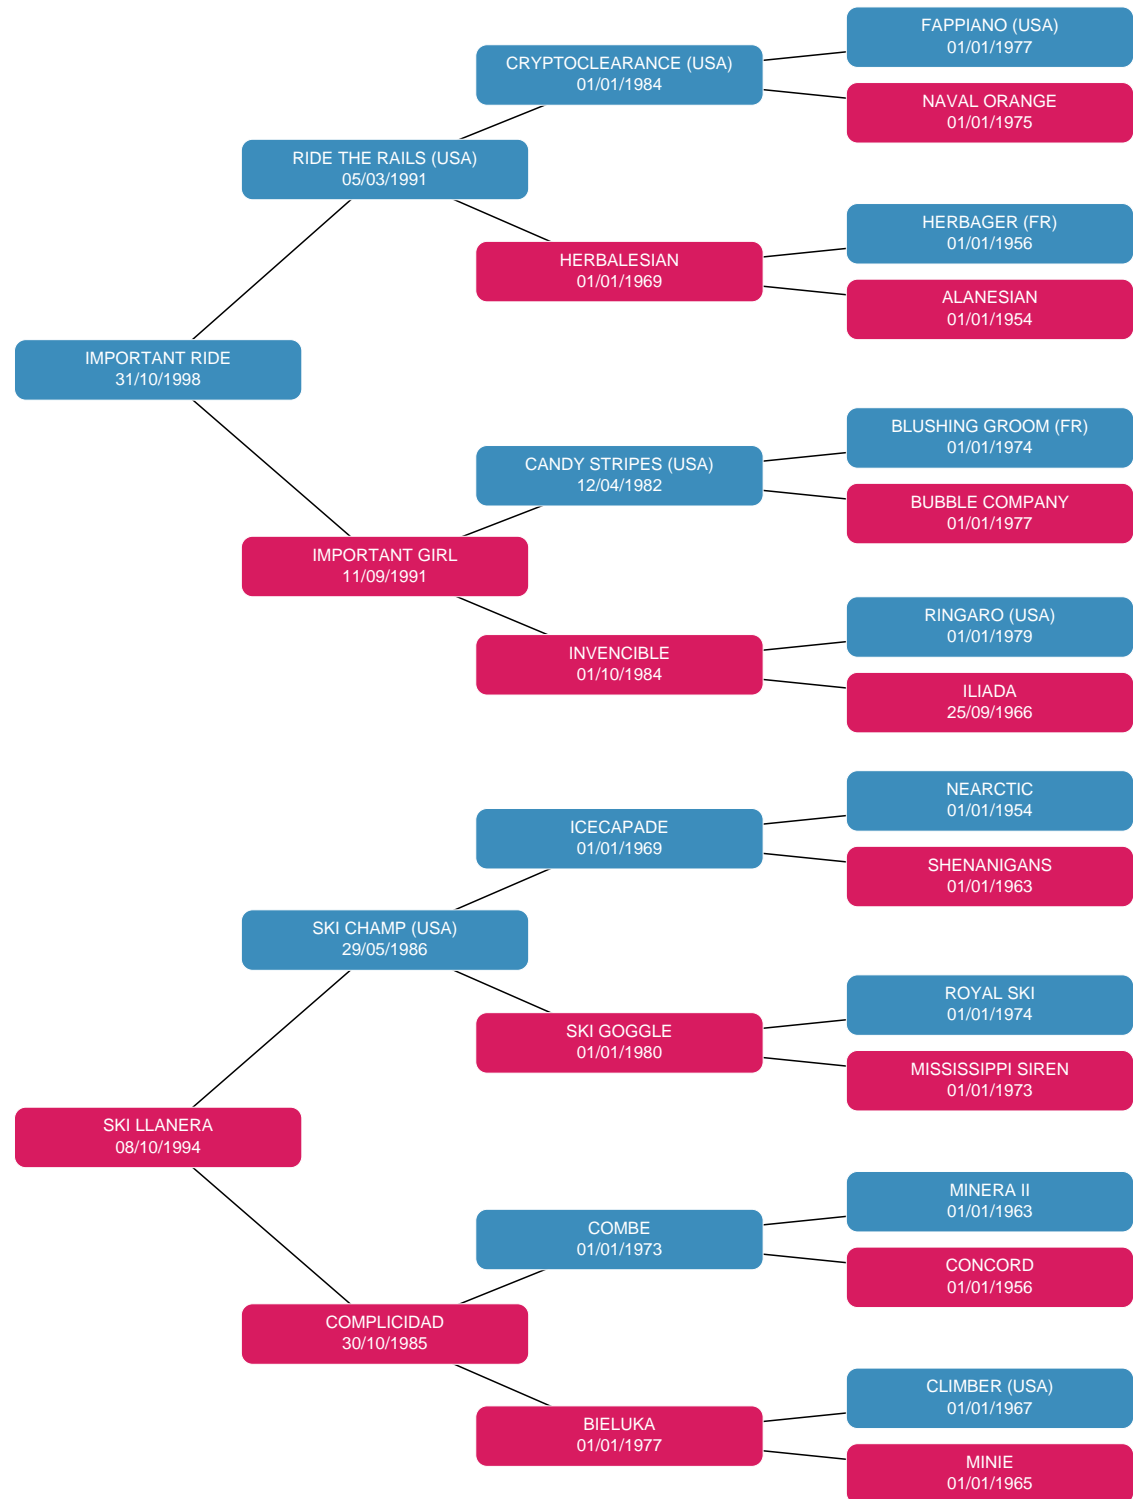 FAPPIANO (USA)
01/01/1977
CRYPTOCLEARANCE (USA)
01/01/1984
NAVAL ORANGE
01/01/1975
RIDE THE RAILS (USA)
05/03/1991
HERBAGER (FR)
01/01/1956
HERBALESIAN
01/01/1969
ALANESIAN
01/01/1954
IMPORTANT RIDE
31/10/1998
BLUSHING GROOM (FR)
01/01/1974
CANDY STRIPES (USA)
12/04/1982
BUBBLE COMPANY
01/01/1977
IMPORTANT GIRL
11/09/1991
RINGARO (USA)
01/01/1979
INVENCIBLE
01/10/1984
ILIADA
25/09/1966
NEARCTIC
01/01/1954
ICECAPADE
01/01/1969
SHENANIGANS
01/01/1963
SKI CHAMP (USA)
29/05/1986
ROYAL SKI
01/01/1974
SKI GOGGLE
01/01/1980
MISSISSIPPI SIREN
01/01/1973
SKI LLANERA
08/10/1994
MINERA II
01/01/1963
COMBE
01/01/1973
CONCORD
01/01/1956
COMPLICIDAD
30/10/1985
CLIMBER (USA)
01/01/1967
BIELUKA
01/01/1977
MINIE
01/01/1965